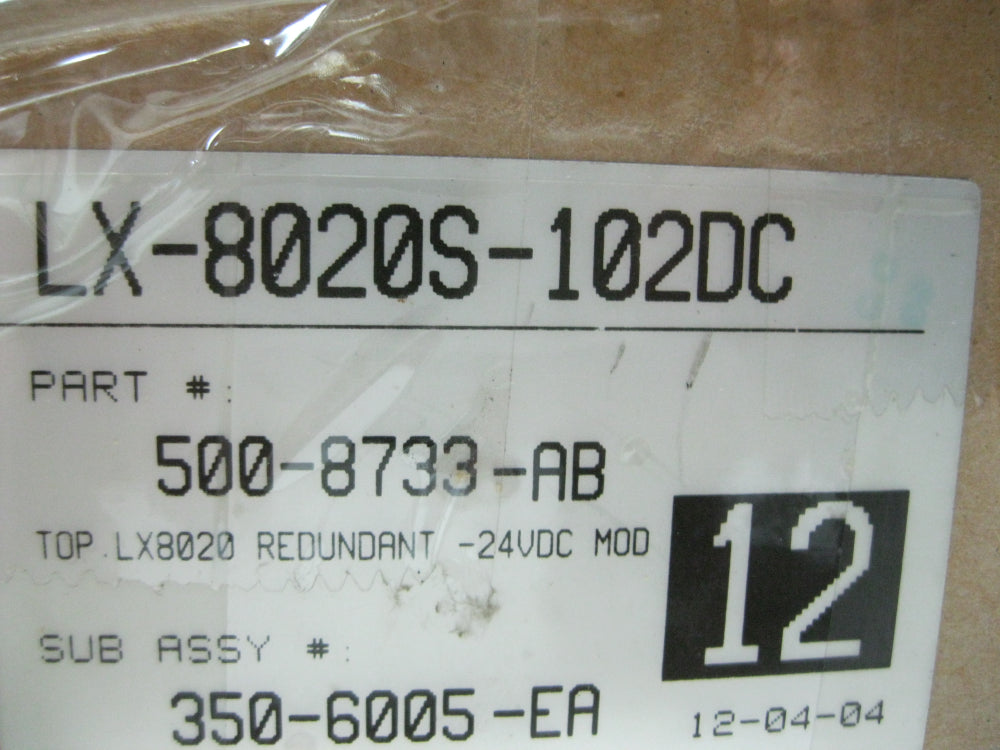 LX-8020S-102DC
PART #:
500-8733-AB
TOP.LX8020 REDUNDANT -24VDC MOD
12
SUB ASSY #:
350-6005-EA
12-04-04